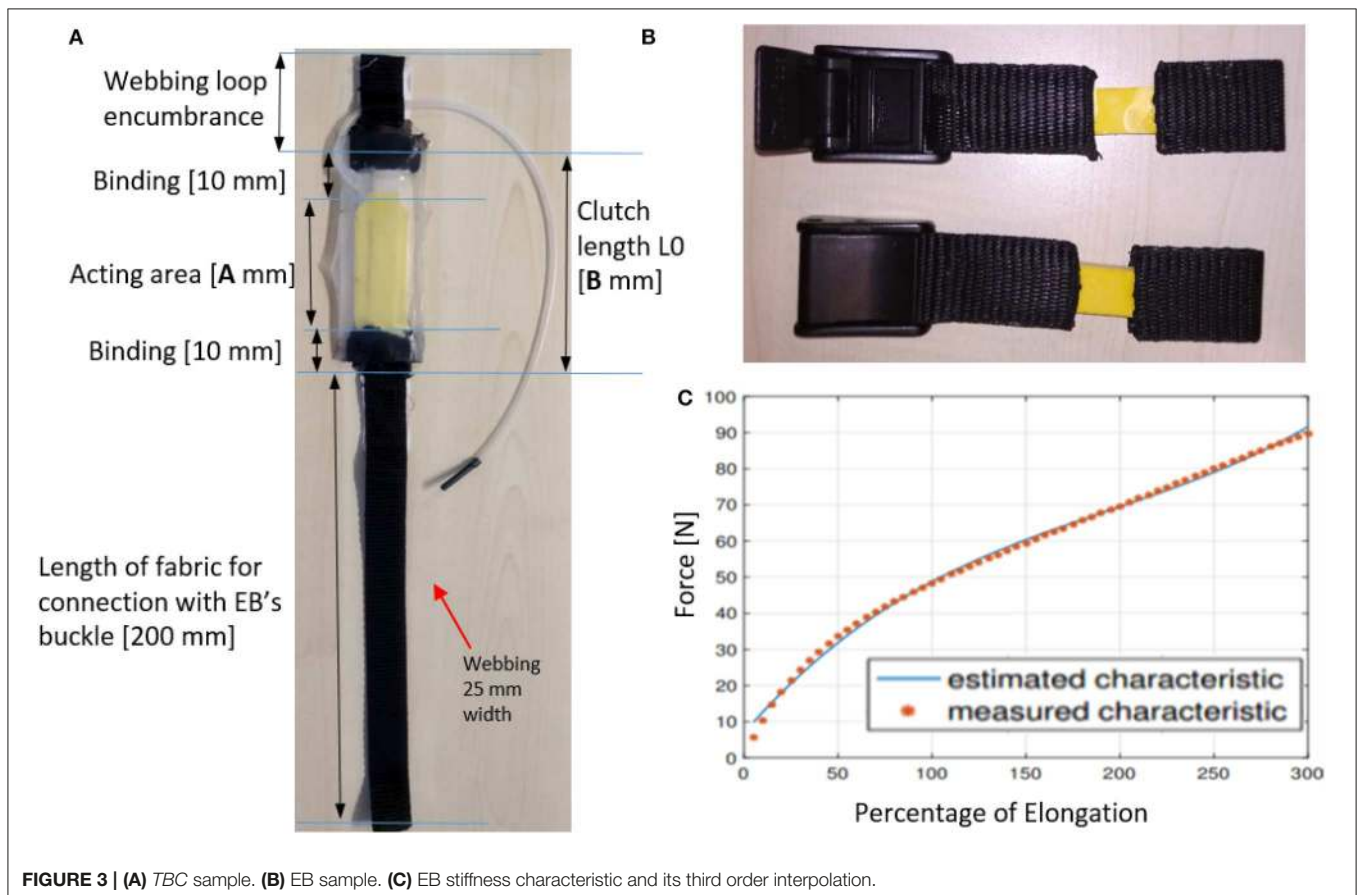 A
Webbing loop
encumbrance
Binding [10 mm]
Acting area [A mm]
Binding [10 mm]
Clutch
length L0
[B mm]
Length of fabric for
connection with EB's
buckle [200 mm]
Webbing
25 mm
width
B
C
100
90
80
70
60
50
40
30
20
10
0
Force [N]
estimated characteristic
measured characteristic
0 50 100 150 200 250 300
Percentage of Elongation
FIGURE 3 | (A) TBC sample. (B) EB sample. (C) EB stiffness characteristic and its third order interpolation.